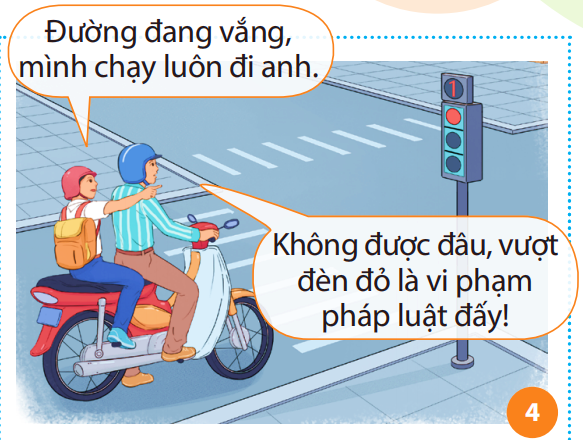 Đường đang vắng,
mình chạy luôn đi anh.
1
Không được đâu, vượt
đèn đỏ là vi phạm
pháp luật đấy!
4